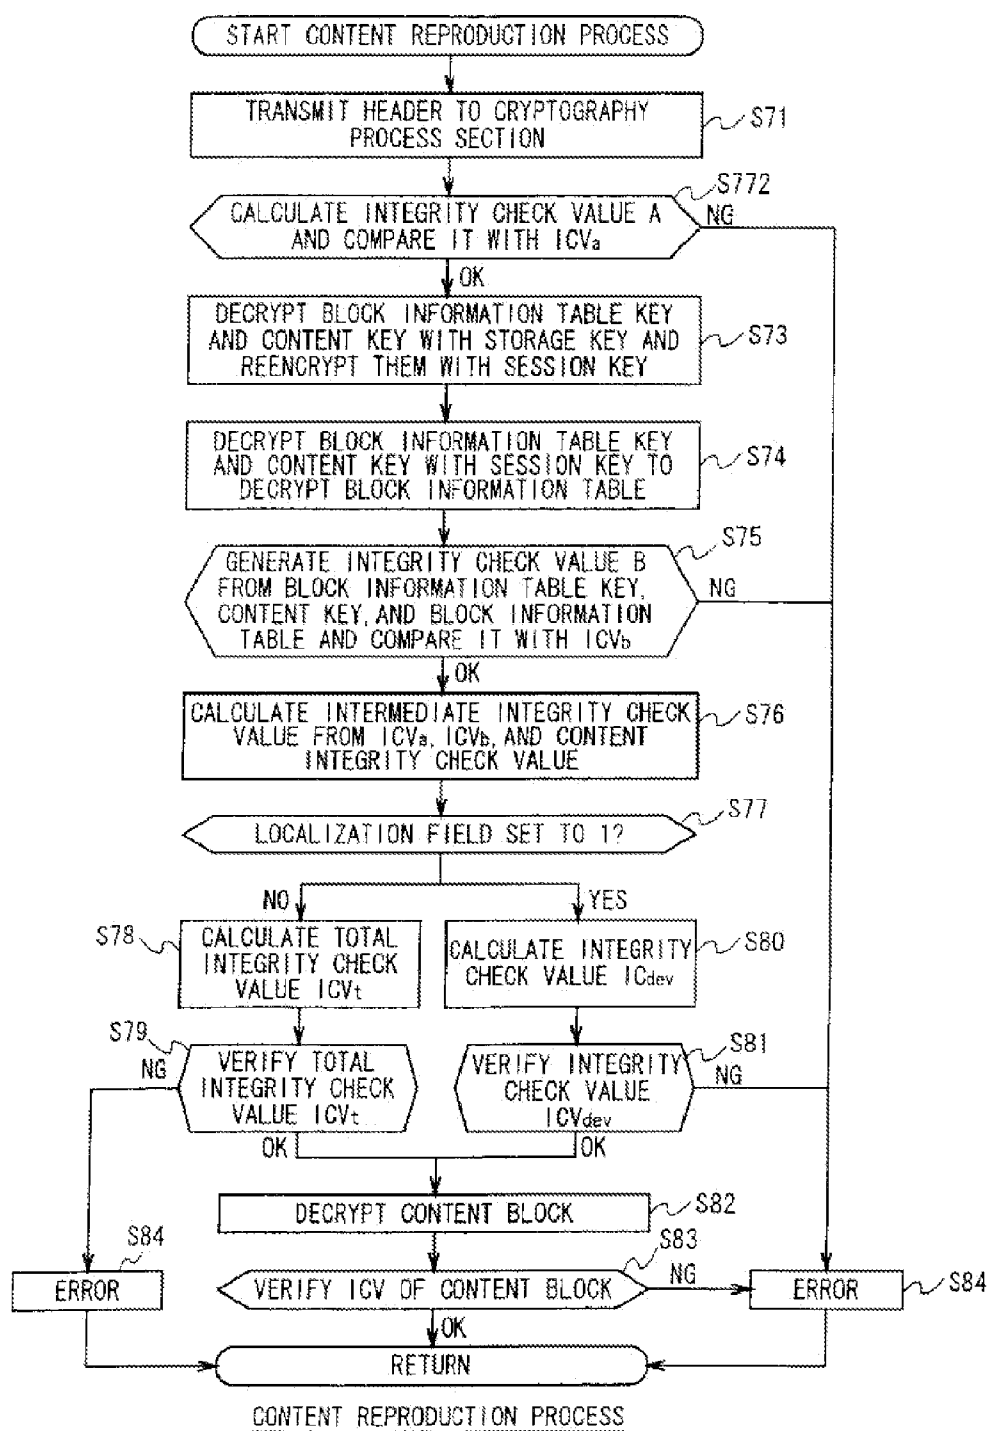 START CONTENT REPRODUCTION PROCESS
TRANSMIT HEADER TO CRYPTOGRAPHY
PROCESS SECTION
S71
S772
CALCULATE INTEGRITY CHECK VALUE A
AND COMPARE IT WITH ICVa
NG
OK
DECRYPT BLOCK INFORMATION TABLE KEY
AND CONTENT KEY WITH STORAGE KEY AND
REENCRYPT THEM WITH SESSION KEY
S73
DECRYPT BLOCK INFORMATION TABLE KEY
AND CONTENT KEY WITH SESSION KEY TO
DECRYPT BLOCK INFORMATION TABLE
S74
S75
GENERATE INTEGRITY CHECK VALUE B
FROM BLOCK INFORMATION TABLE KEY,
CONTENT KEY, AND BLOCK INFORMATION
TABLE AND COMPARE IT WITH ICVb
NG
OK
CALCULATE INTERMEDIATE INTEGRITY CHECK
VALUE FROM ICVa, ICVb, AND CONTENT
INTEGRITY CHECK VALUE
S76
S77
LOCALIZATION FIELD SET TO 1?
NO
YES
S78
CALCULATE TOTAL
INTEGRITY CHECK
VALUE ICVt
CALCULATE INTEGRITY
CHECK VALUE ICdev
S80
S79
NG
VERIFY TOTAL
INTEGRITY CHECK
VALUE ICVt
OK
S81
VERIFY INTEGRITY
CHECK VALUE
ICVdev
NG
OK
DECRYPT CONTENT BLOCK
S82
S83
VERIFY ICV OF CONTENT BLOCK
NG
OK
S84
ERROR
ERROR
S84
RETURN
CONTENT REPRODUCTION PROCESS